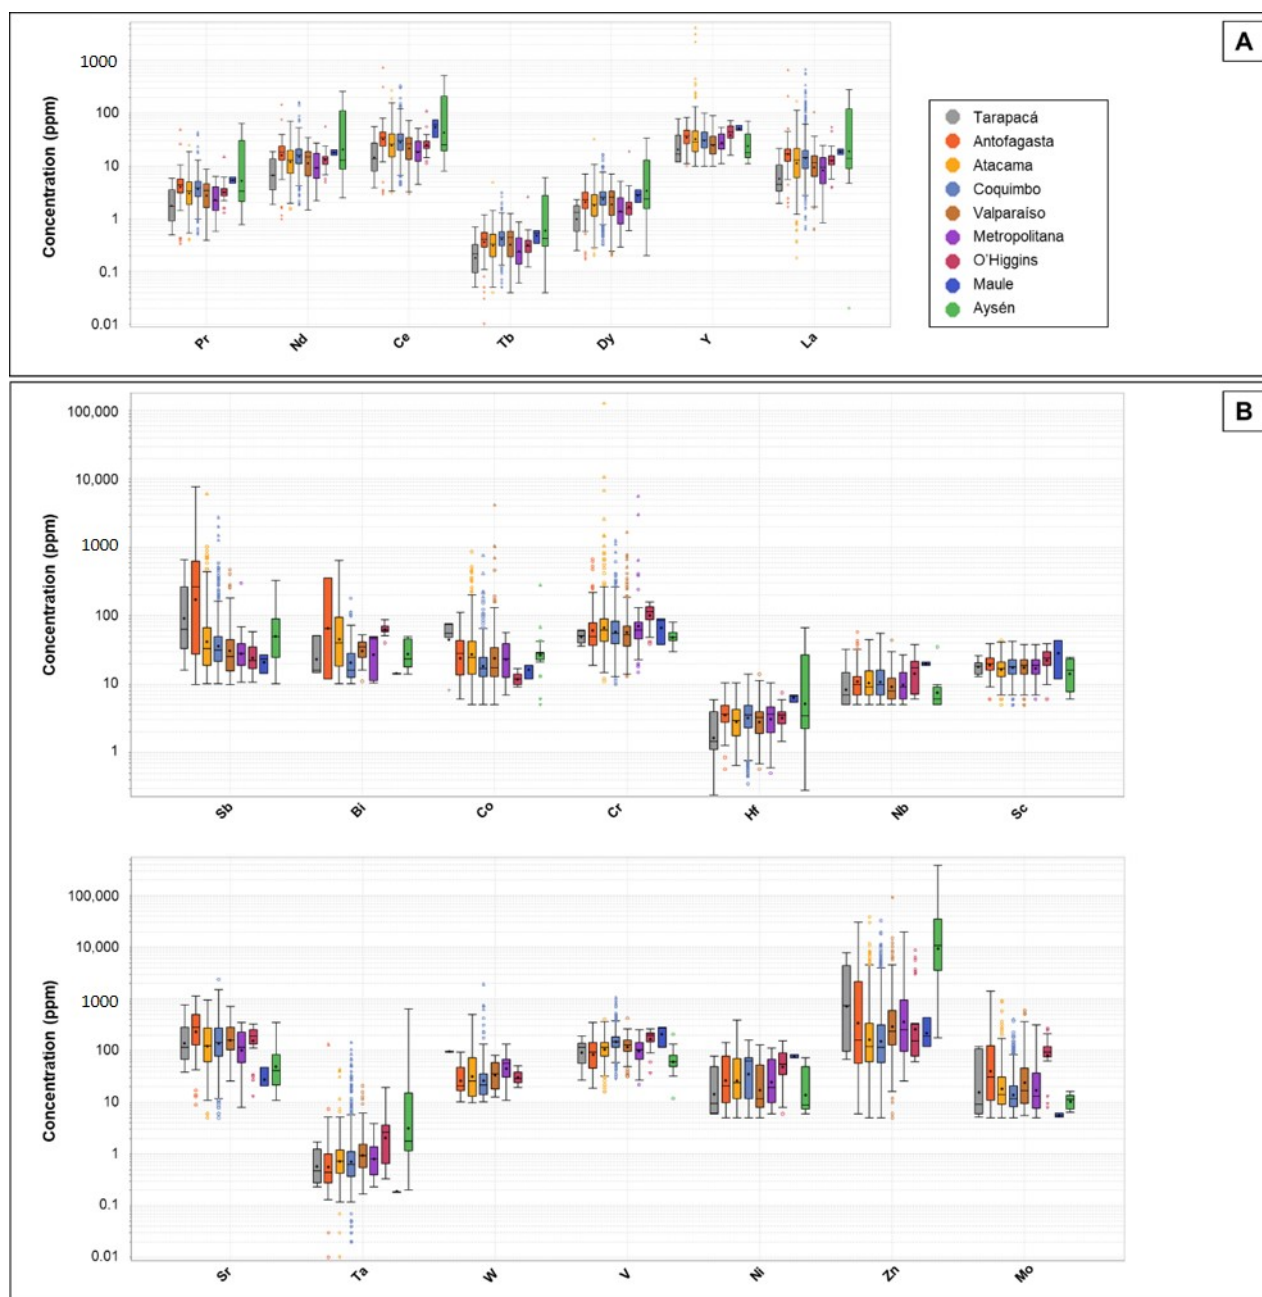 A
Concentration (ppm)
1000
100
10
1
0.1
0.01
Pr Nd Ce Tb Dy Y La
Tarapacá
Antofagasta
Atacama
Coquimbo
Valparaíso
Metropolitana
O'Higgins
Maule
Aysén
B
Concentration (ppm)
100,000
10,000
1000
100
10
1
Sb Bi Co Cr Hf Nb Sc
Concentration (ppm)
100,000
10,000
1000
100
10
1
0.1
0.01
Sr Ta W V Ni Zn Mo